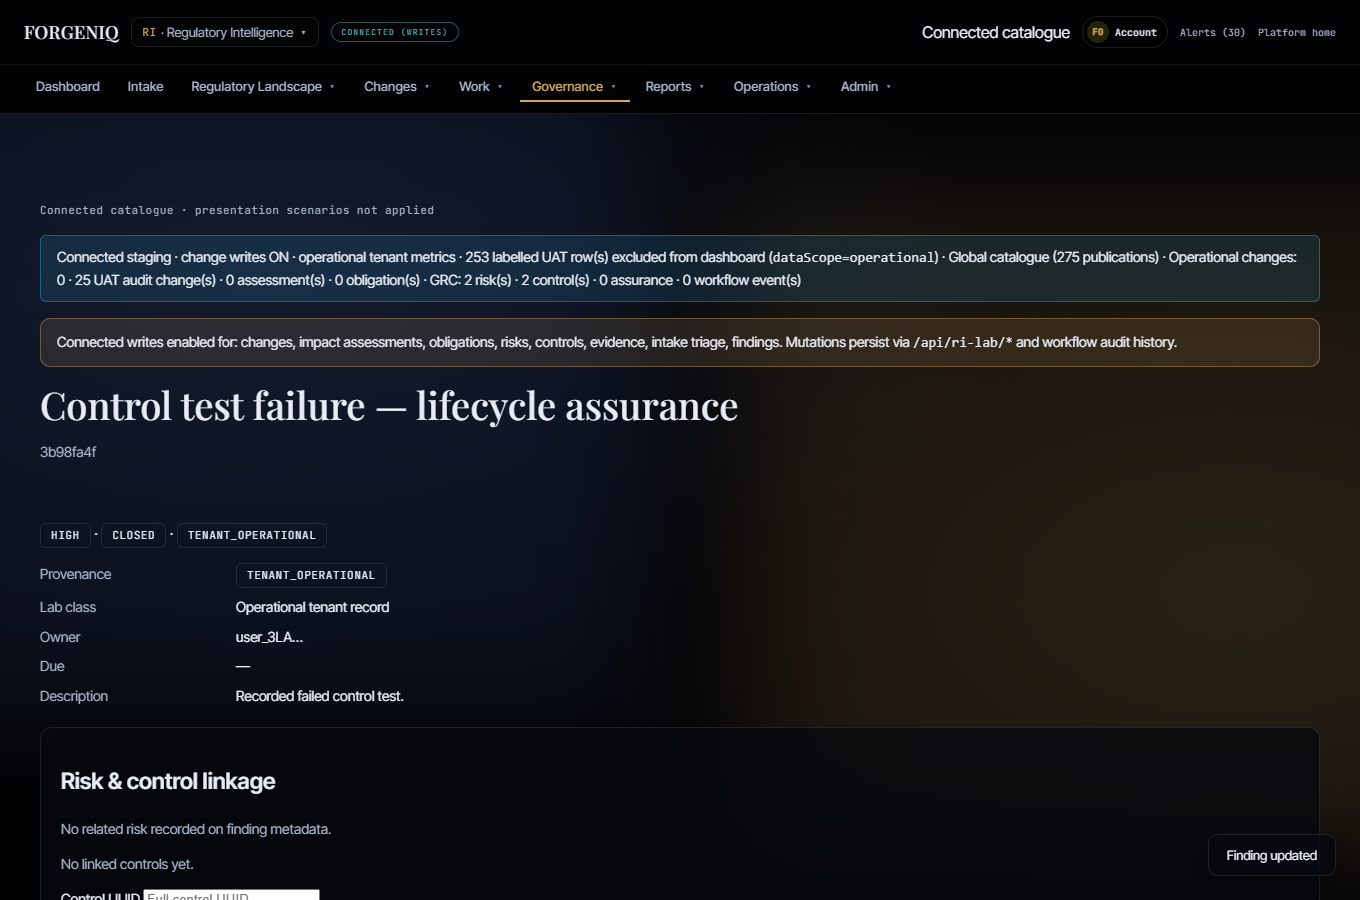 FORGENIQ
RI · Regulatory Intelligence
CONNECTED (WRITES)
Connected catalogue
FO Account
Alerts (30)
Platform home
Dashboard
Intake
Regulatory Landscape
Changes
Work
Governance
Reports
Operations
Admin
Connected catalogue · presentation scenarios not applied
Connected staging · change writes ON · operational tenant metrics · 253 labelled UAT row(s) excluded from dashboard (dataScope=operational) · Global catalogue (275 publications) · Operational changes:
0 · 25 UAT audit change(s) · 0 assessment(s) · 0 obligation(s) · GRC: 2 risk(s) · 2 control(s) · 0 assurance · 0 workflow event(s)
Connected writes enabled for: changes, impact assessments, obligations, risks, controls, evidence, intake triage, findings. Mutations persist via /api/ri-lab/* and workflow audit history.
Control test failure — lifecycle assurance
3b98fa4f
HIGH · CLOSED · TENANT_OPERATIONAL
Provenance TENANT_OPERATIONAL
Lab class Operational tenant record
Owner user_3LA...
Due —
Description Recorded failed control test.
Risk & control linkage
No related risk recorded on finding metadata.
No linked controls yet.
Control UUID Full control UUID
Finding updated